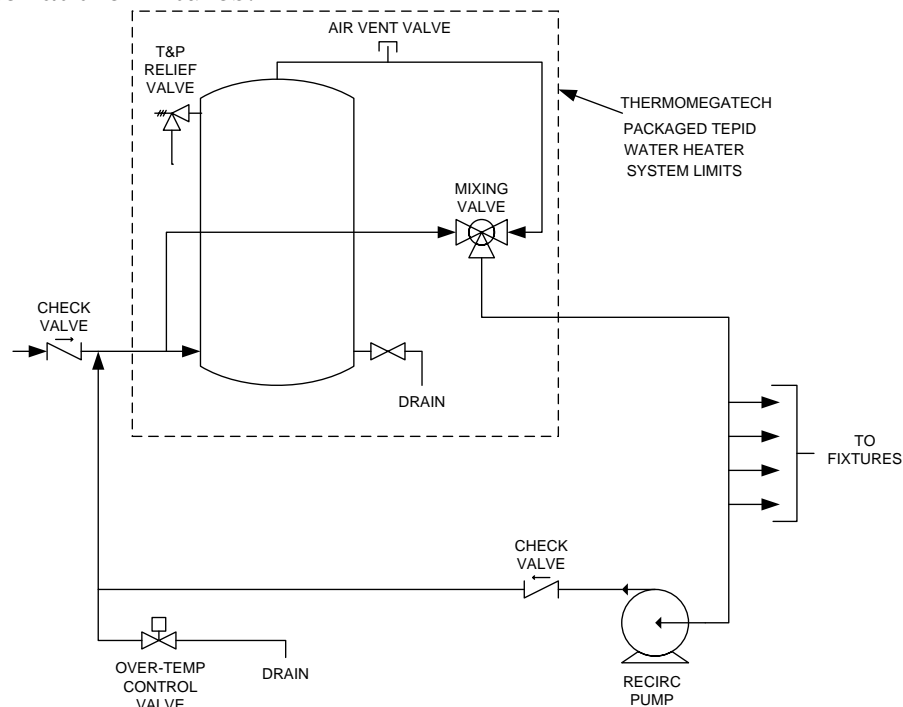 AIR VENT VALVE
T&P
RELIEF
VALVE
THERMOMEGATECH
PACKAGED TEPID
WATER HEATER
SYSTEM LIMITS
MIXING
VALVE
CHECK
VALVE
DRAIN
TO
FIXTURES
CHECK
VALVE
OVER-TEMP
CONTROL
VALVE
DRAIN
RECIRC
PUMP